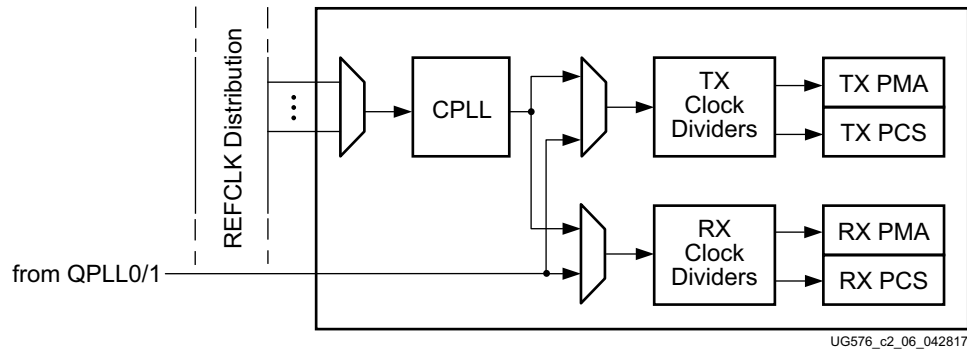 REFCLK Distribution
CPLL
TX
Clock
Dividers
TX PMA
TX PCS
RX
Clock
Dividers
RX PMA
RX PCS
from QPLL0/1
UG576_c2_06_042817